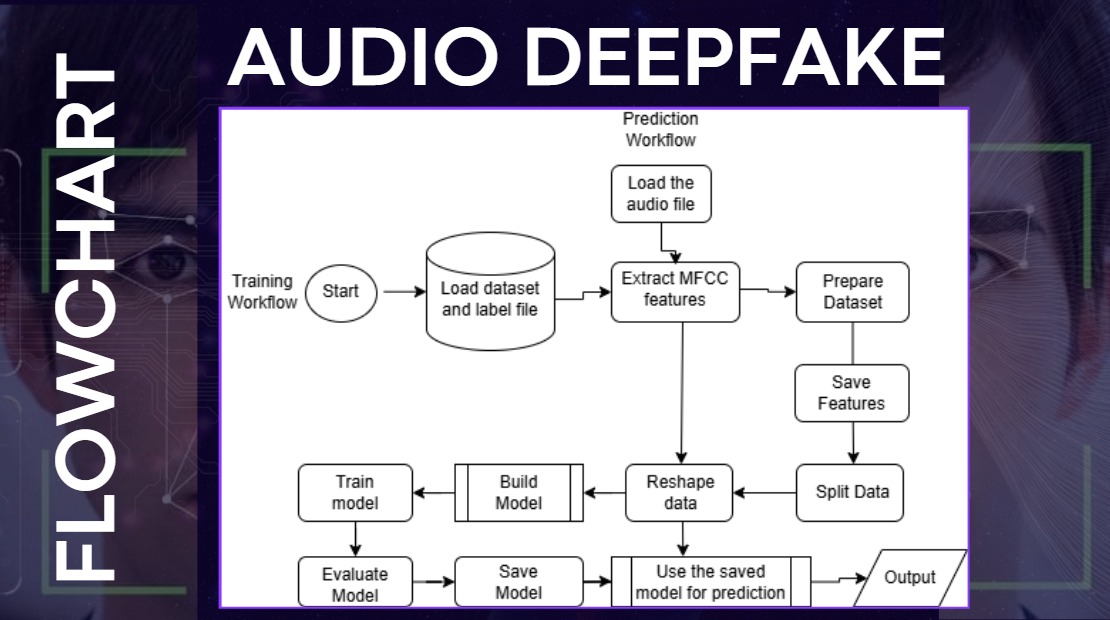 AUDIO DEEPFAKE
FLOWCHART
Prediction
Workflow
Load the
audio file
Training
Workflow
Start
Load dataset
and label file
Extract MFCC
features
Prepare
Dataset
Save
Features
Train
model
Build
Model
Reshape
data
Split Data
Evaluate
Model
Save
Model
Use the saved
model for prediction
Output